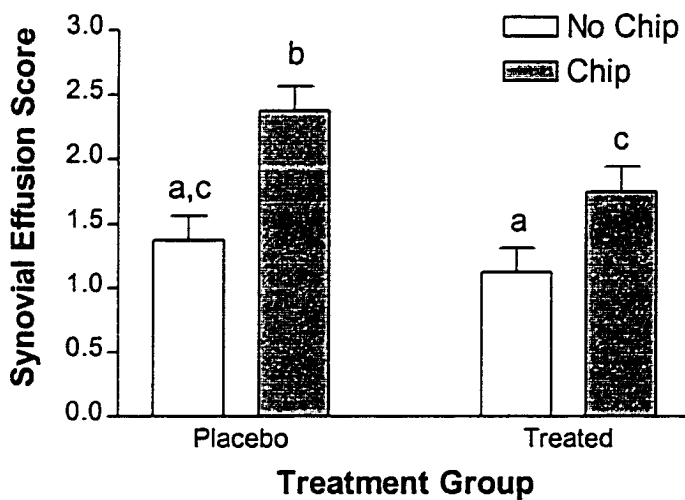 3.0
2.5
2.0
1.5
1.0
0.5
0.0
Synovial Effusion Score
No Chip
Chip
a,c
b
a
c
Placebo
Treated
Treatment Group